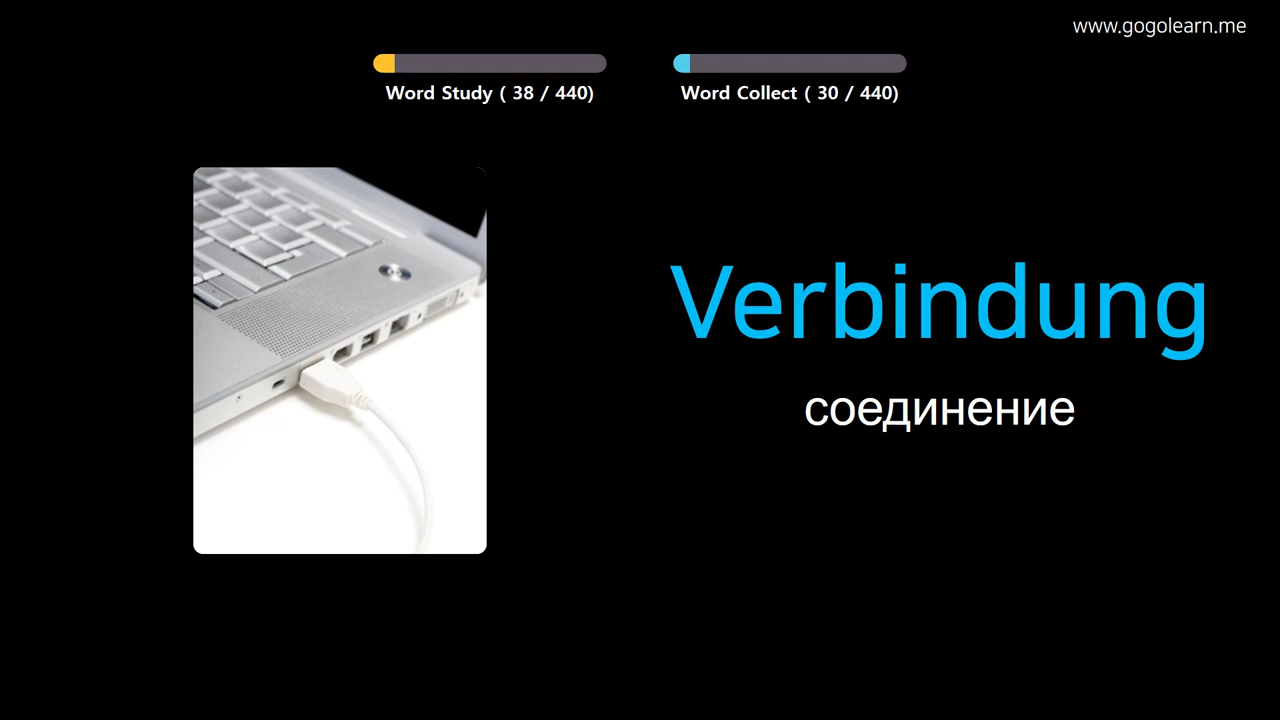 www.gogolearn.me
Word Study ( 38 / 440)
Word Collect ( 30 / 440)
Verbindung
соединение